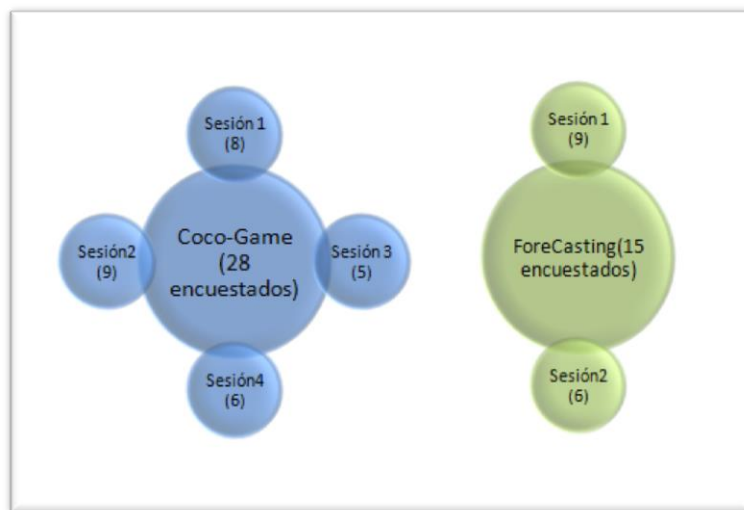 Sesión 1
(8)
Sesión2
(9)
Coco-Game
(28
encuestados)
Sesión 3
(5)
Sesión4
(6)
Sesión 1
(9)
ForeCasting(15
encuestados)
Sesión2
(6)